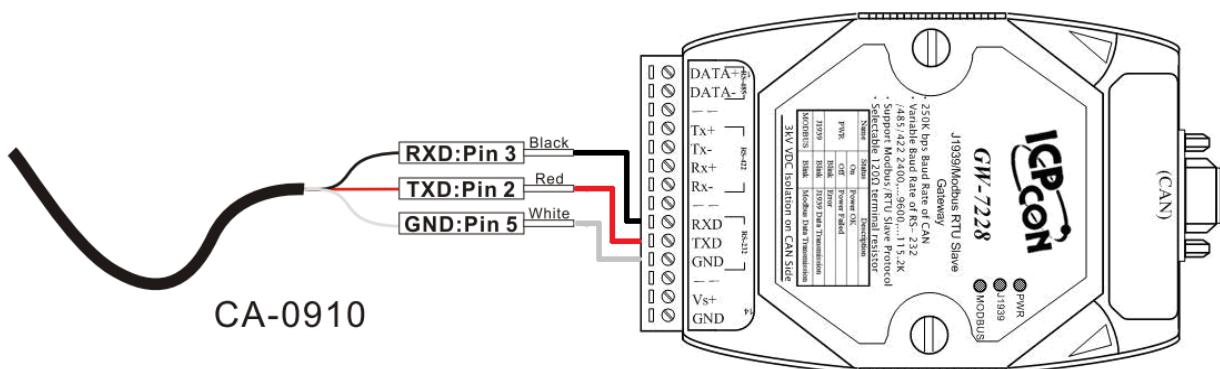 RXD:Pin 3
Black
TXD:Pin 2
Red
GND:Pin 5
White
CA-0910
DATA+
DATA-
RS-485
Tx+
Tx-
Rx+
Rx-
RS-422
RXD
TXD
GND
RS-232
Vs+
GND
14
3kV VDC Isolation on CAN Side
Name Status Description
PWR On Power OK
Off Power Failed
Blink Error
J1939 Blink J1939 Data Transmission
MODBUS Blink Modbus Data Transmission
· 250K bps Baud Rate of CAN
· Variable Baud Rate of RS-232
/485/422 2400,...9600,...115.2K
· Support Modbus/RTU Slave Protocol
· Selectable 120Ω terminal resistor
J1939/Modbus RTU Slave
Gateway
GW-7228
ICP CON
PWR
J1939
MODBUS
(CAN)